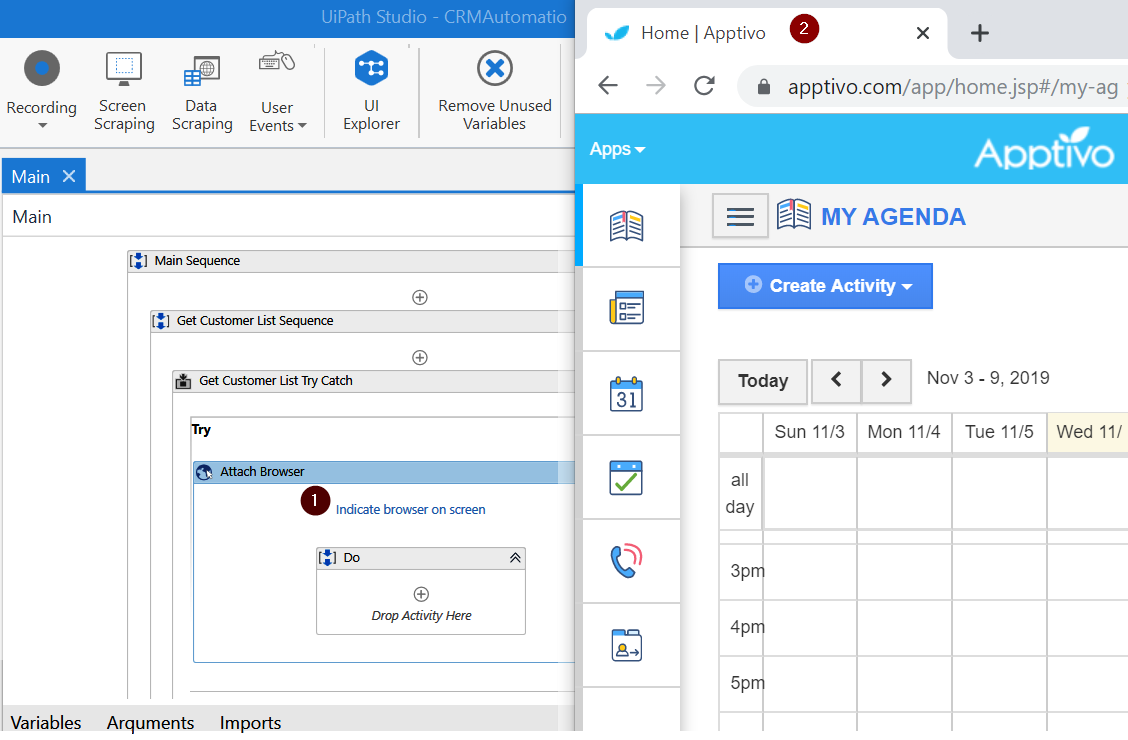 UiPath Studio - CRMAutomatio
Recording
Screen
Scraping
Data
Scraping
User
Events
UI
Explorer
Remove Unused
Variables
Main
Main
Main Sequence
Get Customer List Sequence
Get Customer List Try Catch
Try
Attach Browser
1
Indicate browser on screen
Do
Drop Activity Here
Variables Arguments Imports
Home | Apptivo
2
apptivo.com/app/home.jsp#/my-ag
Apps
Apptivo
MY AGENDA
Create Activity
31
Today
Nov 3 - 9, 2019
Sun 11/3 Mon 11/4 Tue 11/5 Wed 11/
all
day
3pm
4pm
5pm